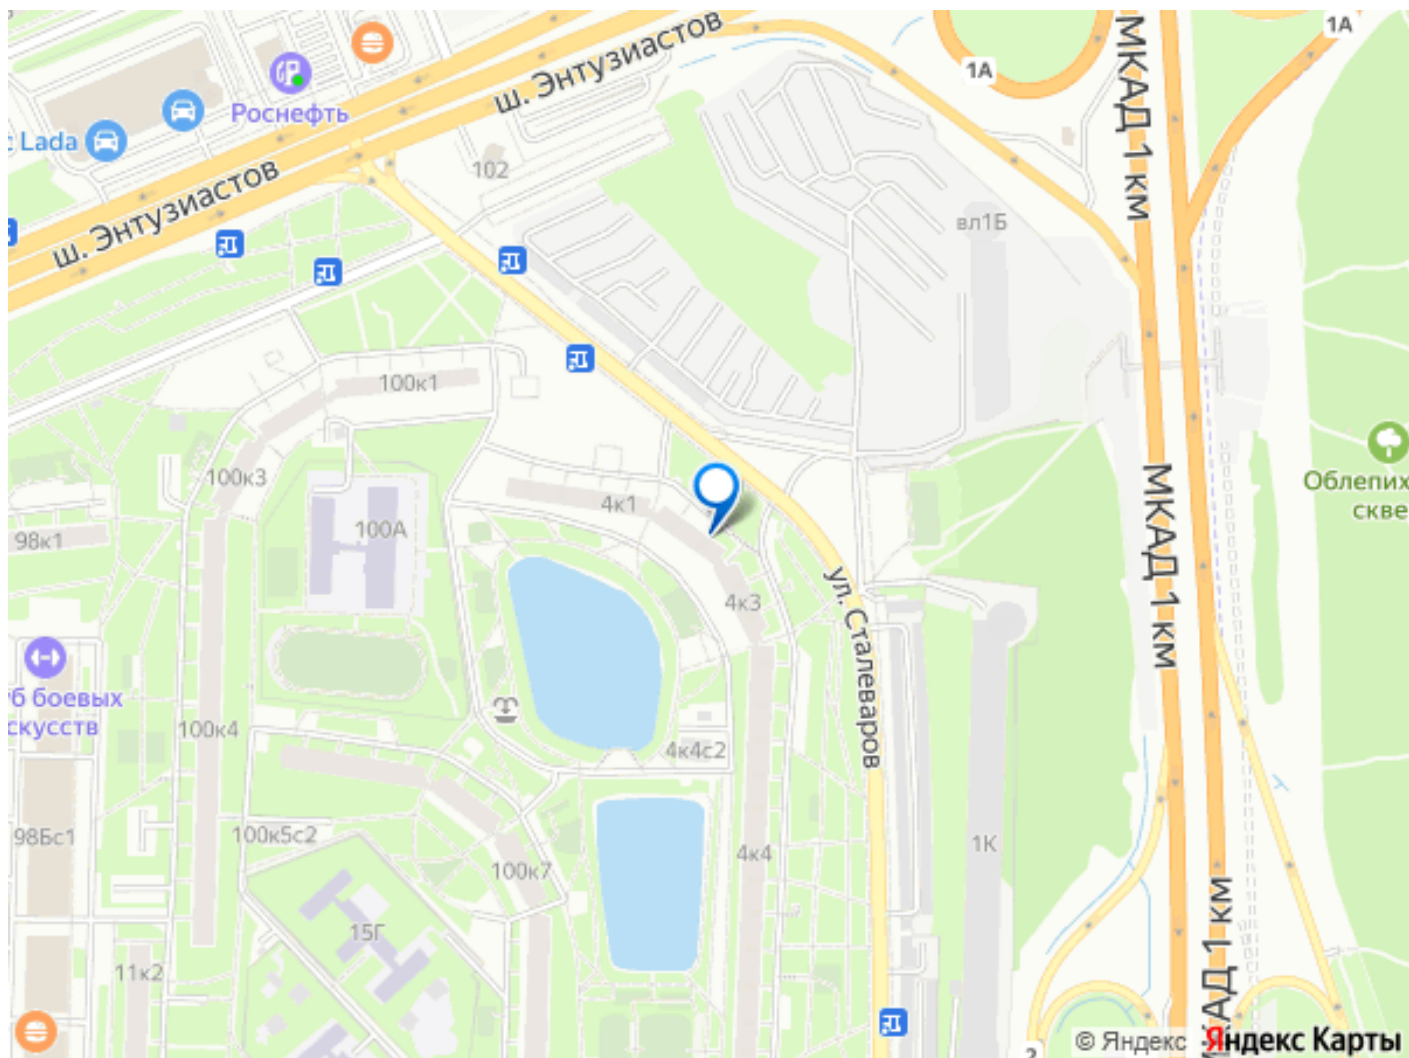 1А
ш. Энтузиастов
1А
МКАД 1 км
Роснефть
Lada
102
ш. Энтузиастов
вл1Б
100к1
100к3
Облепих
скве
МКАД 1 км
4к1
98к1
100А
ул. Сталеваров
4к3
б боевых
скусств
100к4
4к4с2
98Бс1
100к5с2
1К
4к4
100к7
15Г
МКАД 1 км
11к2
2
© Яндекс Яндекс Карты